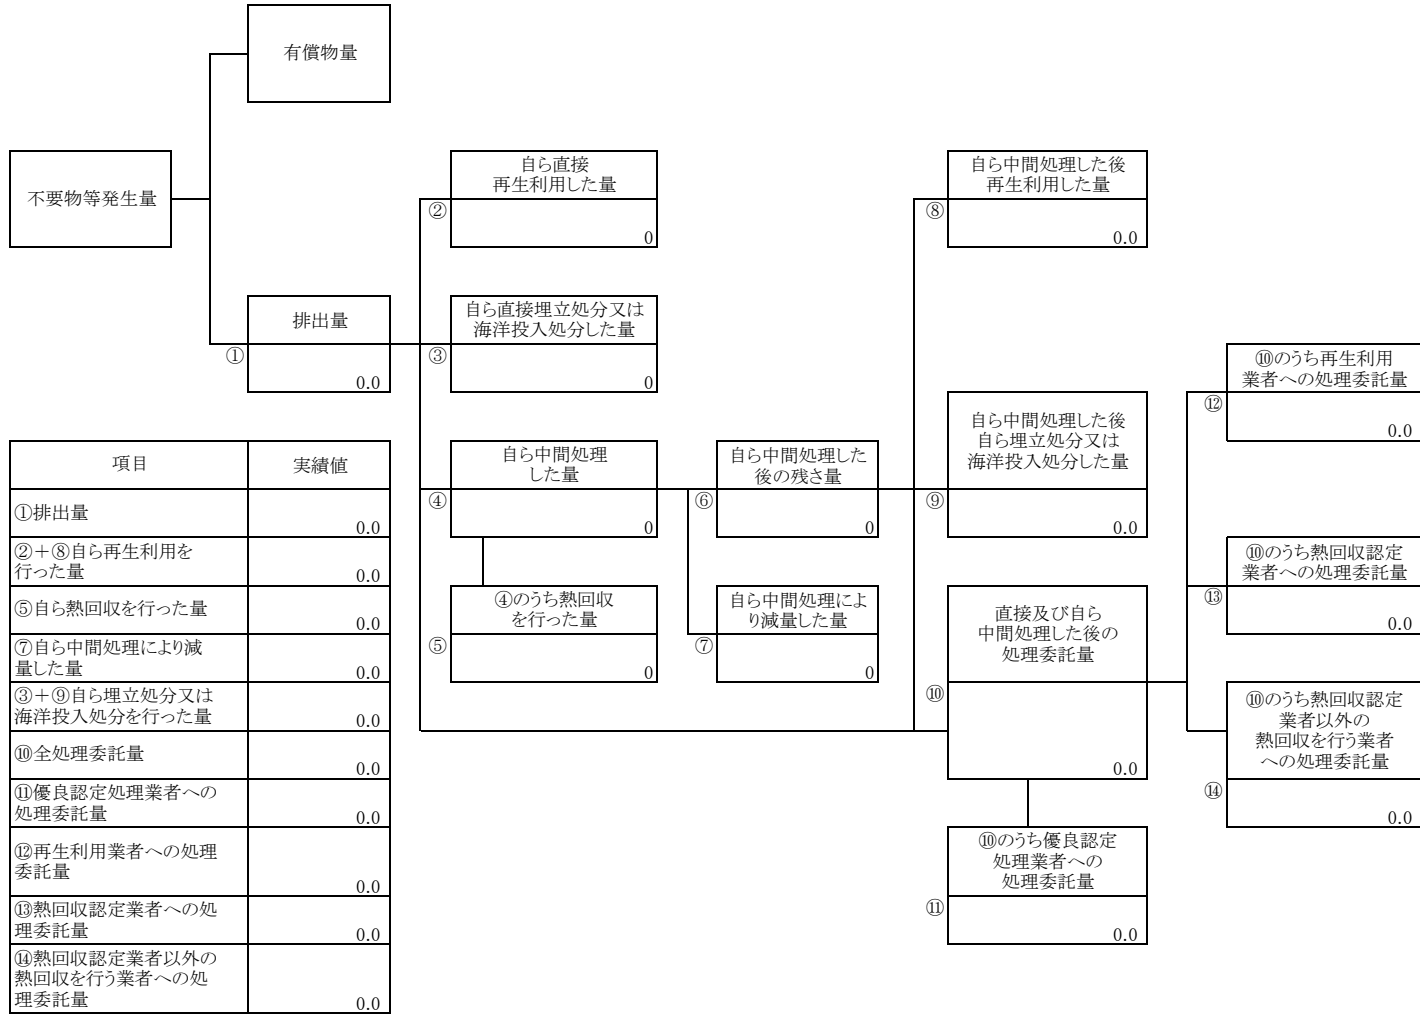 有償物量
不要物等発生量
自ら直接
再生利用した量
②
0
自ら中間処理した後
再生利用した量
⑧
0.0
排出量
①
0.0
自ら直接埋立処分又は
海洋投入処分した量
③
0
⑩のうち再生利用
業者への処理委託量
⑫
0.0
自ら中間処理
した量
④
0
自ら中間処理した
後の残さ量
⑥
0
自ら中間処理した後
自ら埋立処分又は
海洋投入処分した量
⑨
0.0
⑩のうち熱回収認定
業者への処理委託量
⑬
0.0
④のうち熱回収
を行った量
⑤
0
自ら中間処理によ
り減量した量
⑦
0
直接及び自ら
中間処理した後の
処理委託量
⑩
0.0
⑩のうち熱回収認定
業者以外の
熱回収を行う業者
への処理委託量
⑭
0.0
⑩のうち優良認定
処理業者への
処理委託量
⑪
0.0
項目 実績値
①排出量
0.0
②＋⑧自ら再生利用を
行った量
0.0
⑤自ら熱回収を行った量
0.0
⑦自ら中間処理により減
量した量
0.0
③＋⑨自ら埋立処分又は
海洋投入処分を行った量
0.0
⑩全処理委託量
0.0
⑪優良認定処理業者への
処理委託量
0.0
⑫再生利用業者への処理
委託量
0.0
⑬熱回収認定業者への処
理委託量
0.0
⑭熱回収認定業者以外の
熱回収を行う業者への処
理委託量
0.0